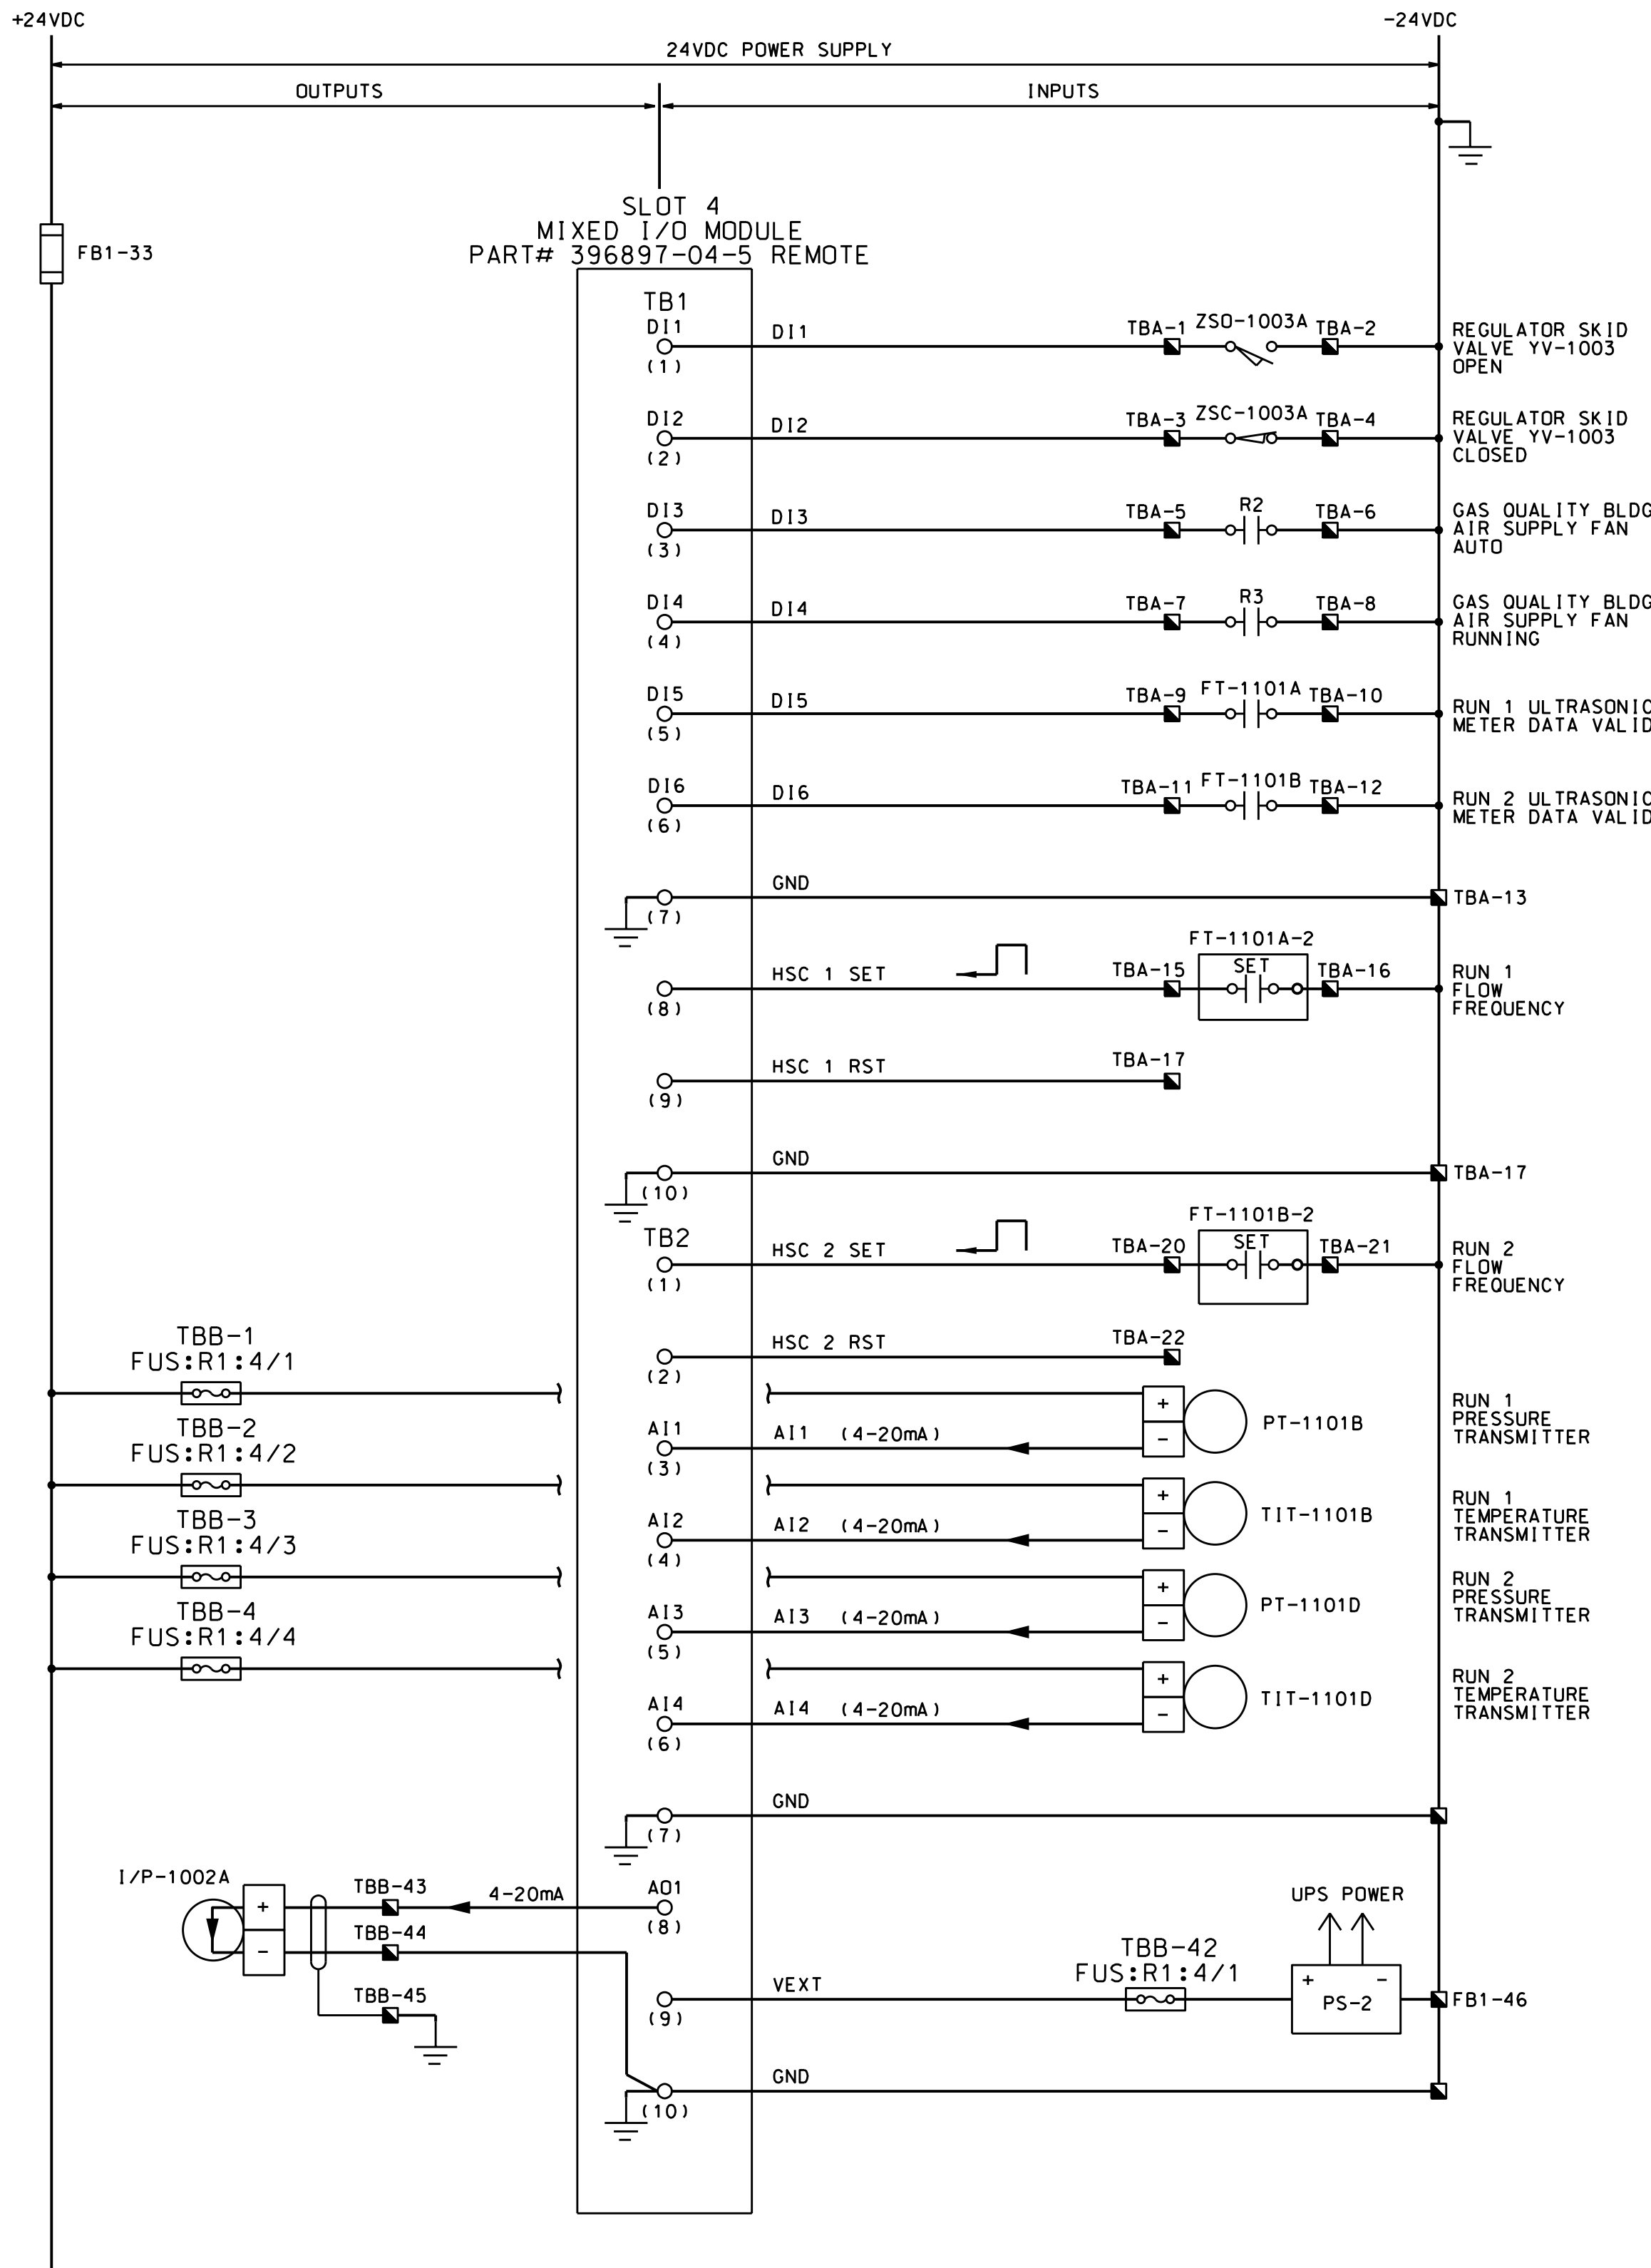 +24VDC
-24VDC
24VDC POWER SUPPLY
OUTPUTS
INPUTS
SLOT 4
MIXED I/O MODULE
PART# 396897-04-5 REMOTE
FB1-33
TB1
DI1
(1)
DI1
TBA-1
ZSO-1003A
TBA-2
REGULATOR SKID
VALVE YV-1003
OPEN
DI2
(2)
DI2
TBA-3
ZSC-1003A
TBA-4
REGULATOR SKID
VALVE YV-1003
CLOSED
DI3
(3)
DI3
TBA-5
R2
TBA-6
GAS QUALITY BLDG
AIR SUPPLY FAN
AUTO
DI4
(4)
DI4
TBA-7
R3
TBA-8
GAS QUALITY BLDG
AIR SUPPLY FAN
RUNNING
DI5
(5)
DI5
TBA-9
FT-1101A
TBA-10
RUN 1 ULTRASONIC
METER DATA VALID
DI6
(6)
DI6
TBA-11
FT-1101B
TBA-12
RUN 2 ULTRASONIC
METER DATA VALID
(7)
GND
TBA-13
(8)
HSC 1 SET
TBA-15
FT-1101A-2
SET
TBA-16
RUN 1
FLOW
FREQUENCY
(9)
HSC 1 RST
TBA-17
(10)
GND
TBA-17
TB2
(1)
HSC 2 SET
TBA-20
FT-1101B-2
SET
TBA-21
RUN 2
FLOW
FREQUENCY
(2)
HSC 2 RST
TBA-22
TBB-1
FUS:R1:4/1
AI1
(3)
AI1 (4-20mA)
+
-
PT-1101B
RUN 1
PRESSURE
TRANSMITTER
TBB-2
FUS:R1:4/2
AI2
(4)
AI2 (4-20mA)
+
-
TIT-1101B
RUN 1
TEMPERATURE
TRANSMITTER
TBB-3
FUS:R1:4/3
AI3
(5)
AI3 (4-20mA)
+
-
PT-1101D
RUN 2
PRESSURE
TRANSMITTER
TBB-4
FUS:R1:4/4
AI4
(6)
AI4 (4-20mA)
+
-
TIT-1101D
RUN 2
TEMPERATURE
TRANSMITTER
(7)
GND
I/P-1002A
+
-
TBB-43
4-20mA
AO1
(8)
TBB-44
TBB-45
(9)
VEXT
TBB-42
FUS:R1:4/1
UPS POWER
+ -
PS-2
FB1-46
(10)
GND